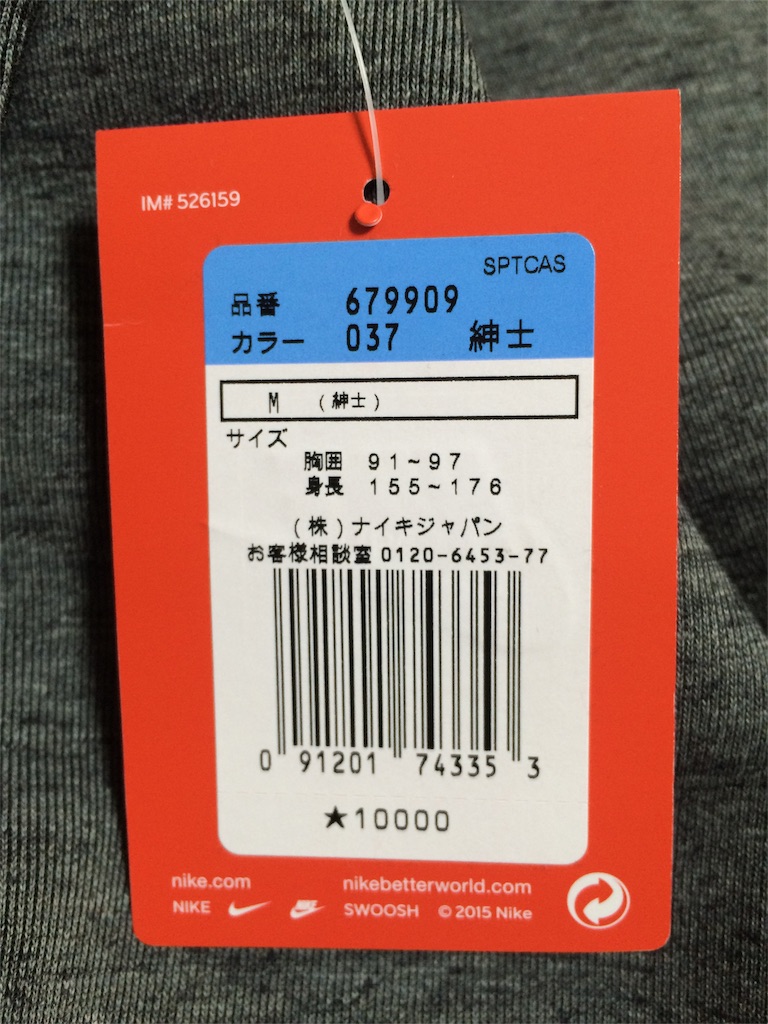 IM# 526159
SPTCAS
品番 679909
カラー 037 紳士
M (紳士)
サイズ
胸囲 91~97
身長 155~176
(株)ナイキジャパン
お客様相談室 0120-6453-77
0 91201 74335 3
★10000
nike.com nikebetterworld.com
NIKE SWOOSH © 2015 Nike